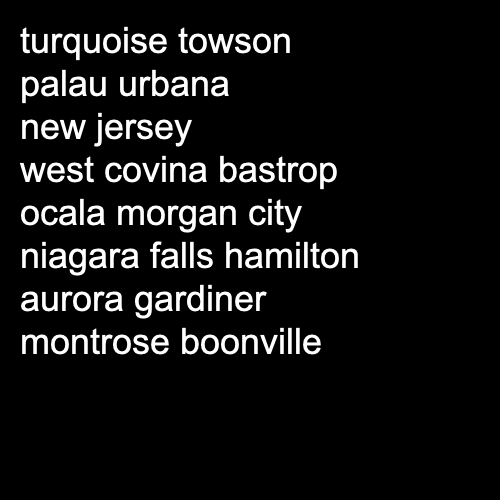 turquoise towson
palau urbana
new jersey
west covina bastrop
ocala morgan city
niagara falls hamilton
aurora gardiner
montrose boonville